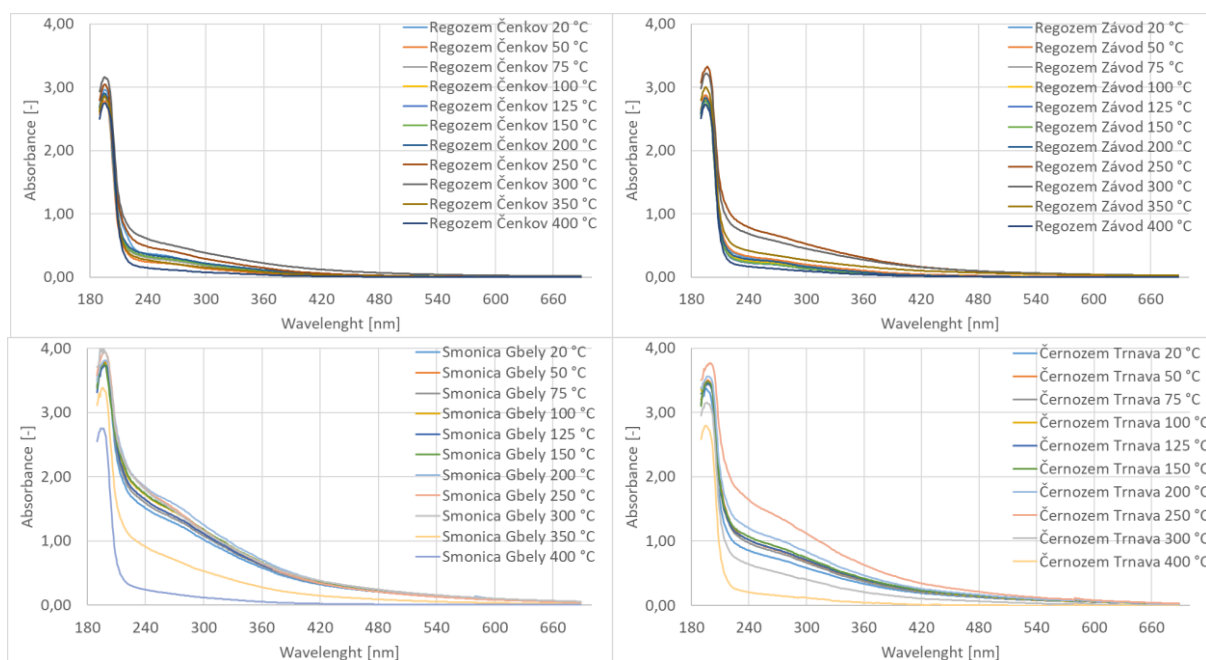 4,00
3,00
2,00
1,00
0,00
Absorbance [-]
180 240 300 360 420 480 540 600 660
Wavelenght [nm]
Regozem Čenkov 20 °C
Regozem Čenkov 50 °C
Regozem Čenkov 75 °C
Regozem Čenkov 100 °C
Regozem Čenkov 125 °C
Regozem Čenkov 150 °C
Regozem Čenkov 200 °C
Regozem Čenkov 250 °C
Regozem Čenkov 300 °C
Regozem Čenkov 350 °C
Regozem Čenkov 400 °C
4,00
3,00
2,00
1,00
0,00
Absorbance [-]
180 240 300 360 420 480 540 600 660
Wavelenght [nm]
Regozem Závod 20 °C
Regozem Závod 50 °C
Regozem Závod 75 °C
Regozem Závod 100 °C
Regozem Závod 125 °C
Regozem Závod 150 °C
Regozem Závod 200 °C
Regozem Závod 250 °C
Regozem Závod 300 °C
Regozem Závod 350 °C
Regozem Závod 400 °C
4,00
3,00
2,00
1,00
0,00
Absorbance [-]
180 240 300 360 420 480 540 600 660
Wavelenght [nm]
Smonica Gbely 20 °C
Smonica Gbely 50 °C
Smonica Gbely 75 °C
Smonica Gbely 100 °C
Smonica Gbely 125 °C
Smonica Gbely 150 °C
Smonica Gbely 200 °C
Smonica Gbely 250 °C
Smonica Gbely 300 °C
Smonica Gbely 350 °C
Smonica Gbely 400 °C
4,00
3,00
2,00
1,00
0,00
Absorbance [-]
180 240 300 360 420 480 540 600 660
Wavelenght [nm]
Černozem Trnava 20 °C
Černozem Trnava 50 °C
Černozem Trnava 75 °C
Černozem Trnava 100 °C
Černozem Trnava 125 °C
Černozem Trnava 150 °C
Černozem Trnava 200 °C
Černozem Trnava 250 °C
Černozem Trnava 300 °C
Černozem Trnava 400 °C